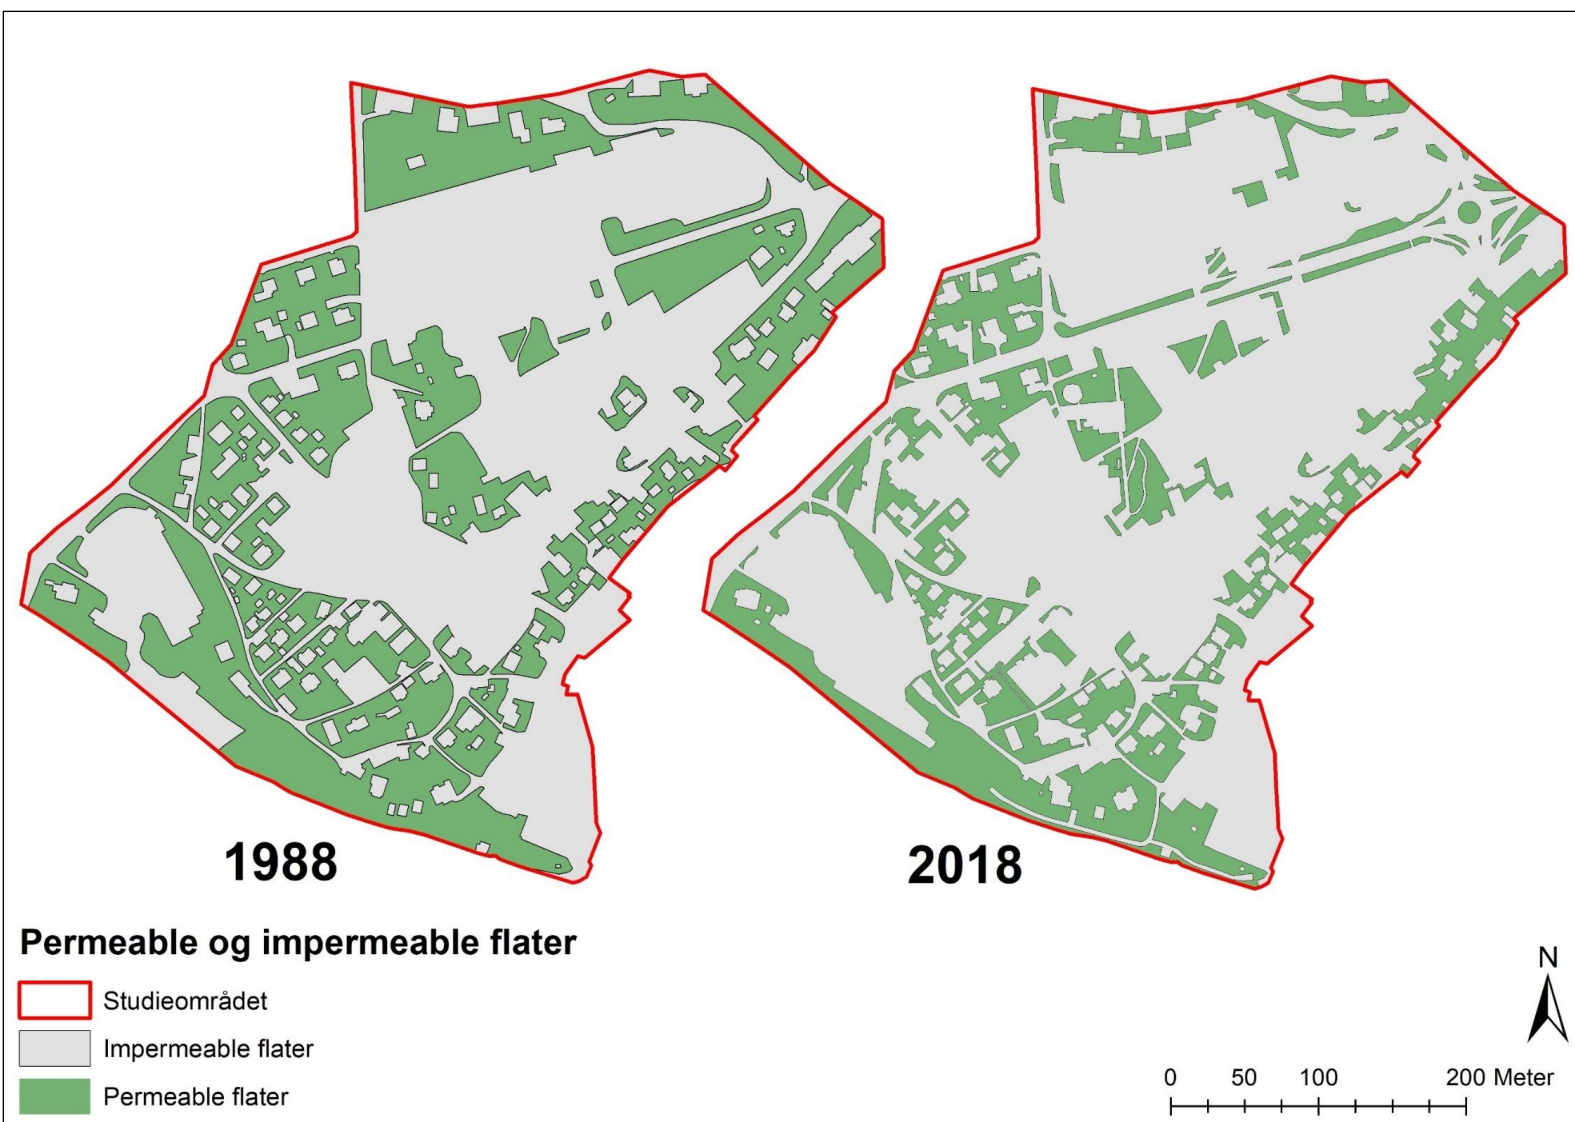 1988
2018
Permeable og impermeable flater
Studieområdet
Impermeable flater
Permeable flater
N
0 50 100 200 Meter